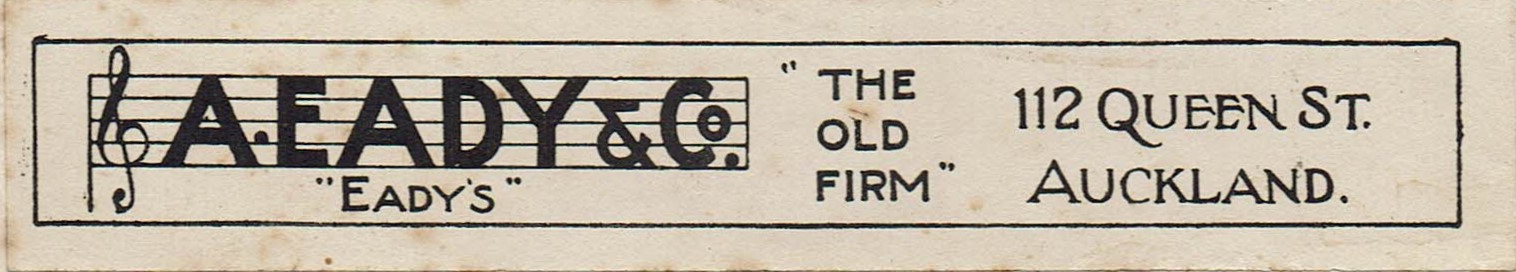 A. EADY & Co.
"EADY'S"
"THE
OLD
FIRM"
112 QUEEN ST.
AUCKLAND.